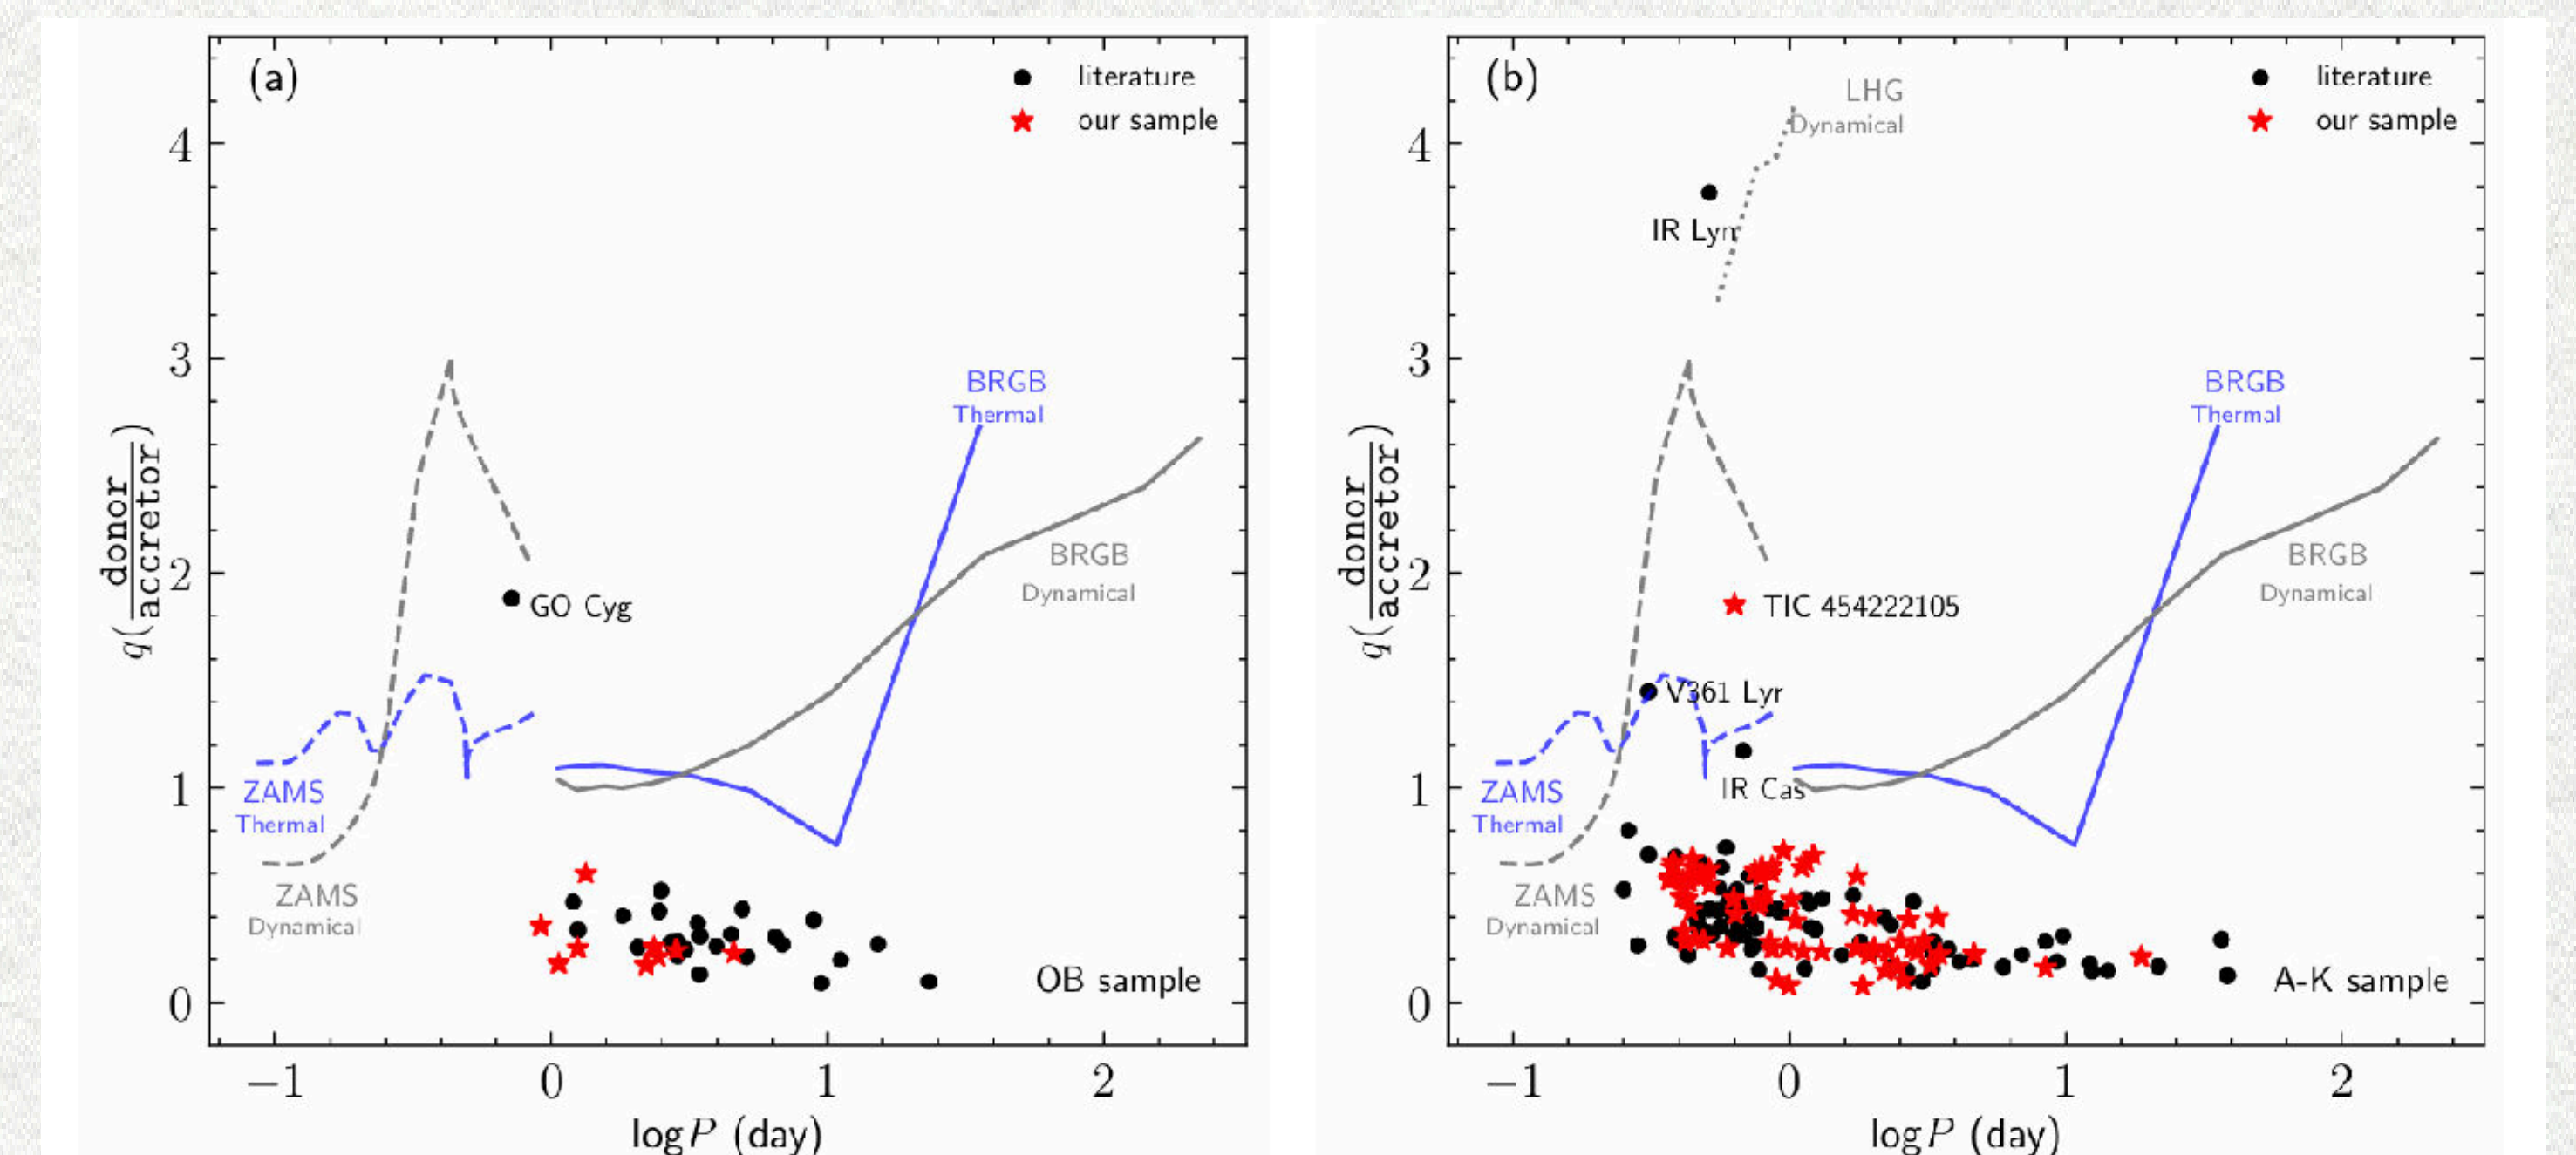 (a)
literature
our sample
4
3
2
1
0
BRGB
Thermal
BRGB
Dynamical
GO Cyg
ZAMS
Thermal
ZAMS
Dynamical
OB sample
−1 0 1 2
q(donor/accretor)
log P (day)
(b)
literature
our sample
LHG
Dynamical
IR Lyn
4
3
2
1
0
BRGB
Thermal
BRGB
Dynamical
TIC 454222105
V361 Lyr
IR Cas
ZAMS
Thermal
ZAMS
Dynamical
A-K sample
−1 0 1 2
q(donor/accretor)
log P (day)